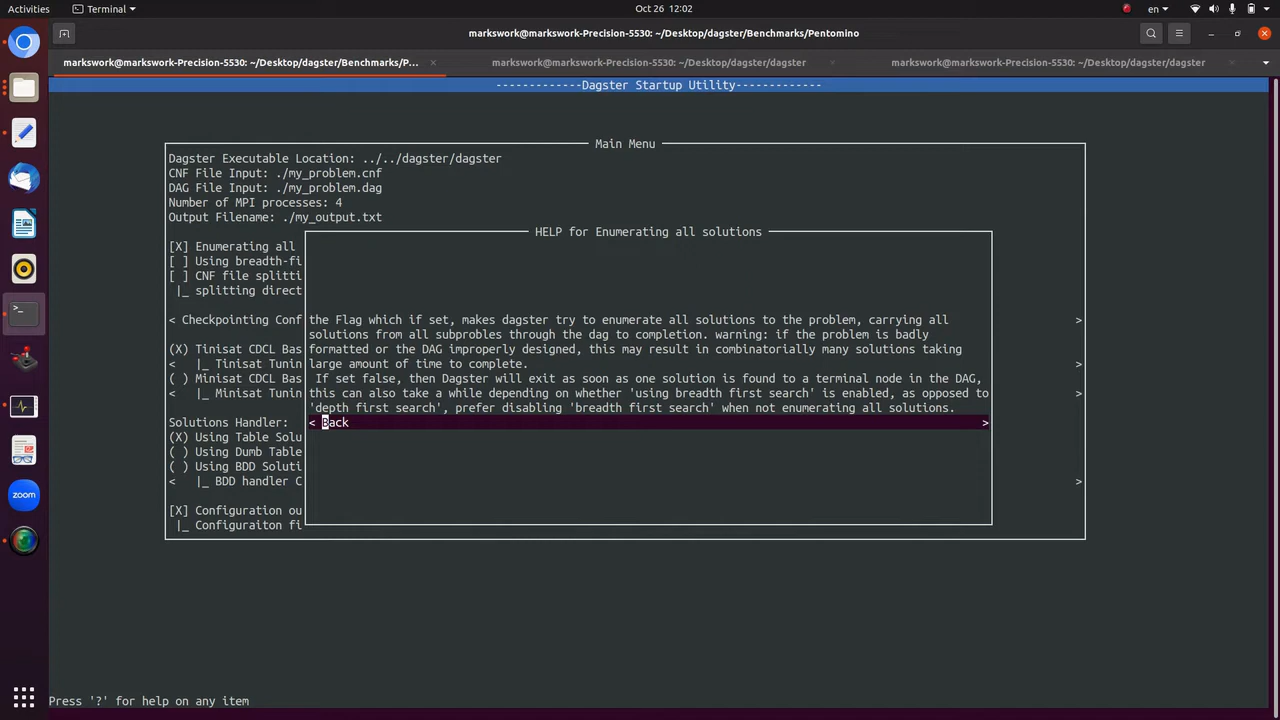 Activities
Terminal
Oct 26 12:02
en
markswork@markswork-Precision-5530: ~/Desktop/dagster/Benchmarks/Pentomino
markswork@markswork-Precision-5530: ~/Desktop/dagster/Benchmarks/P...
markswork@markswork-Precision-5530: ~/Desktop/dagster/dagster
markswork@markswork-Precision-5530: ~/Desktop/dagster/dagster
-------------Dagster Startup Utility-------------
Main Menu
Dagster Executable Location: ../../dagster/dagster
CNF File Input: ./my_problem.cnf
DAG File Input: ./my_problem.dag
Number of MPI processes: 4
Output Filename: ./my_output.txt
HELP for Enumerating all solutions
[X] Enumerating all
[ ] Using breadth-fi
[ ] CNF file splitti
|_ splitting direct
< Checkpointing Conf
(X) Tinisat CDCL Bas
< |_ Tinisat Tunin
( ) Minisat CDCL Bas
< |_ Minisat Tunin
Solutions Handler:
(X) Using Table Solu
( ) Using Dumb Table
( ) Using BDD Soluti
< |_ BDD handler C
[X] Configuration ou
|_ Configuraiton fi
the Flag which if set, makes dagster try to enumerate all solutions to the problem, carrying all
solutions from all subprobles through the dag to completion. warning: if the problem is badly
formatted or the DAG improperly designed, this may result in combinatorially many solutions taking
large amount of time to complete.
If set false, then Dagster will exit as soon as one solution is found to a terminal node in the DAG,
this can also take a while depending on whether 'using breadth first search' is enabled, as opposed to
'depth first search', prefer disabling 'breadth first search' when not enumerating all solutions.
< Back >
>
>
>
>
zoom
Press '?' for help on any item